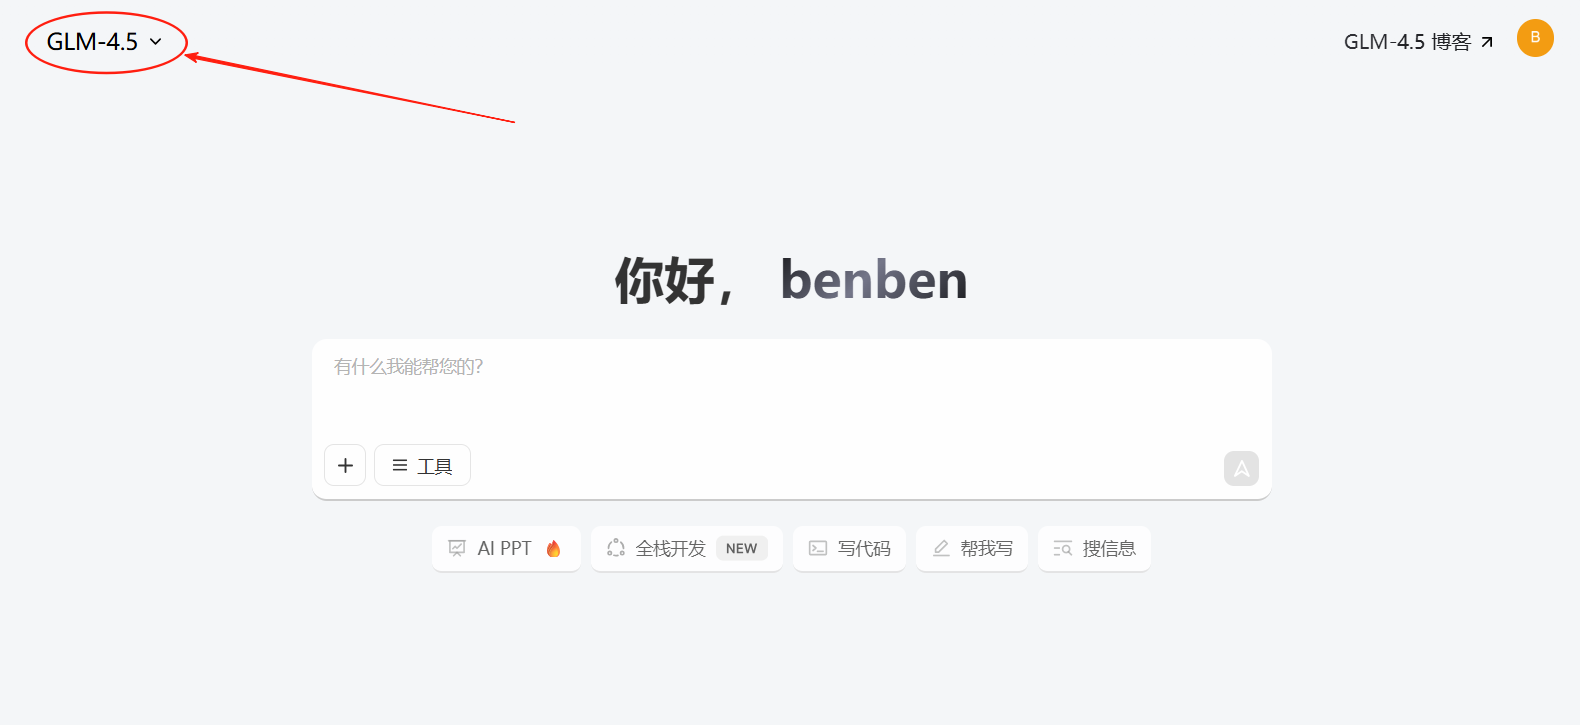 GLM-4.5
GLM-4.5 博客
B
你好， benben
有什么我能帮您的?
工具
AI PPT
全栈开发 NEW
写代码
帮我写
搜信息